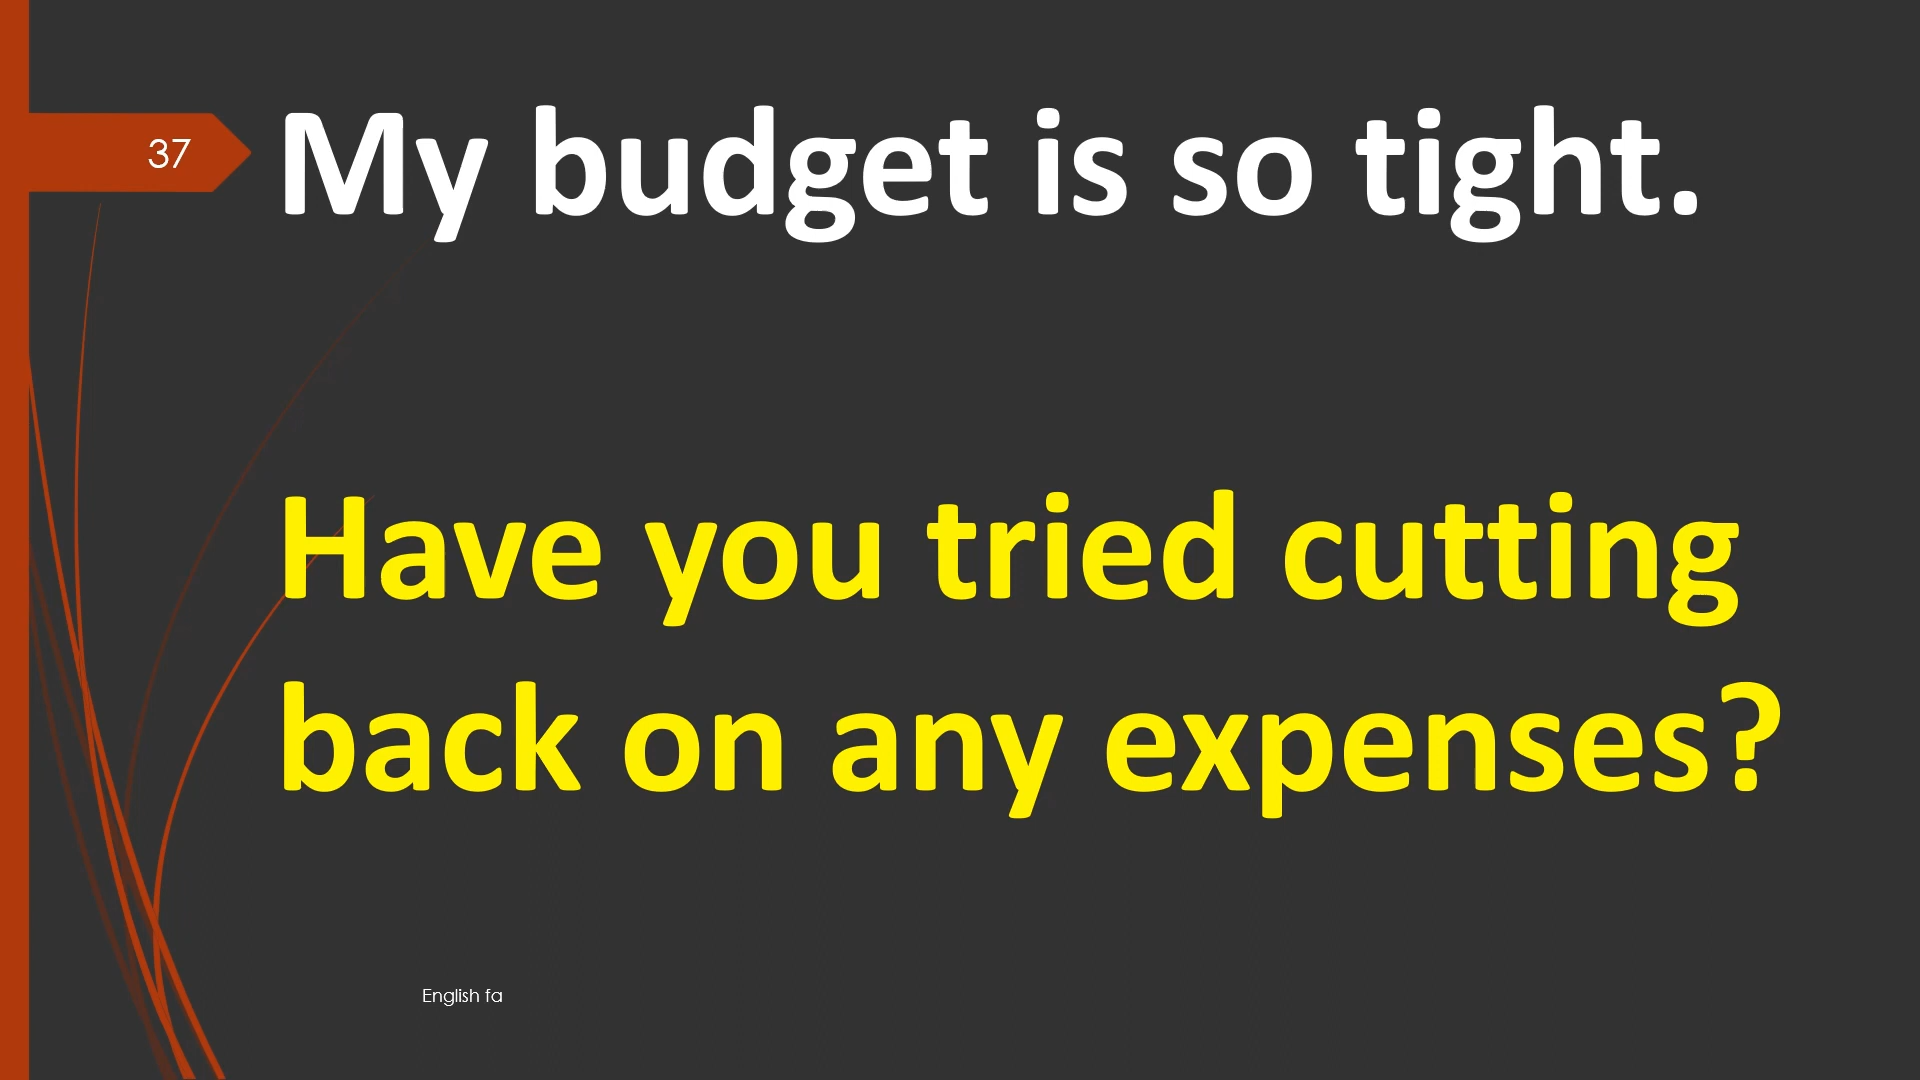 37
My budget is so tight.
Have you tried cutting
back on any expenses?
English fa